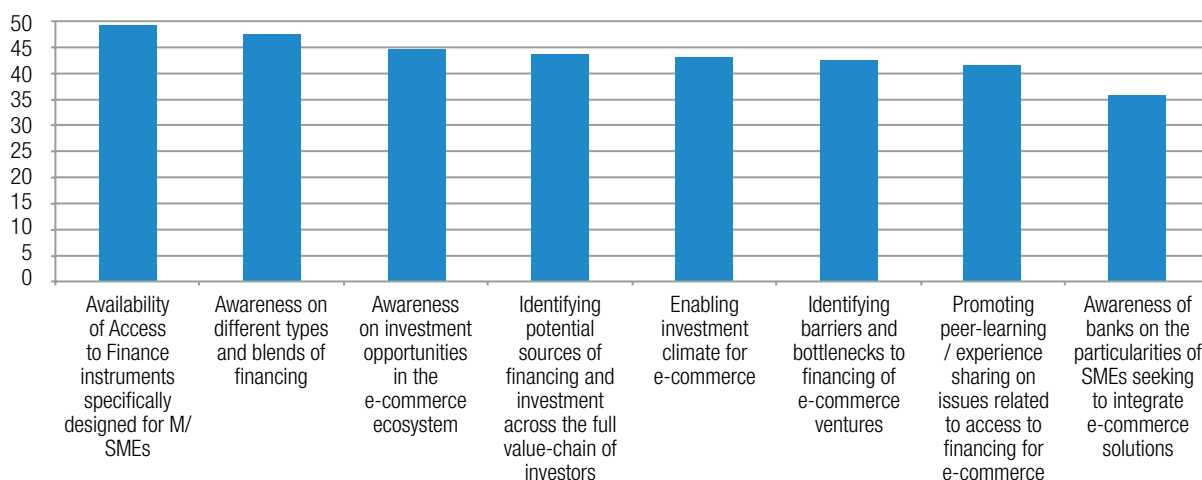 50
45
40
35
30
25
20
15
10
5
0
Availability
of Access
to Finance
instruments
specifically
designed for M/
SMEs
Awareness on
different types
and blends of
financing
Awareness
on investment
opportunities
in the
e-commerce
ecosystem
Identifying
potential
sources of
financing and
investment
across the full
value-chain of
investors
Enabling
investment
climate for
e-commerce
Identifying
barriers and
bottlenecks to
financing of
e-commerce
ventures
Promoting
peer-learning
/ experience
sharing on
issues related
to access to
financing for
e-commerce
Awareness of
banks on the
particularities of
SMEs seeking
to integrate
e-commerce
solutions